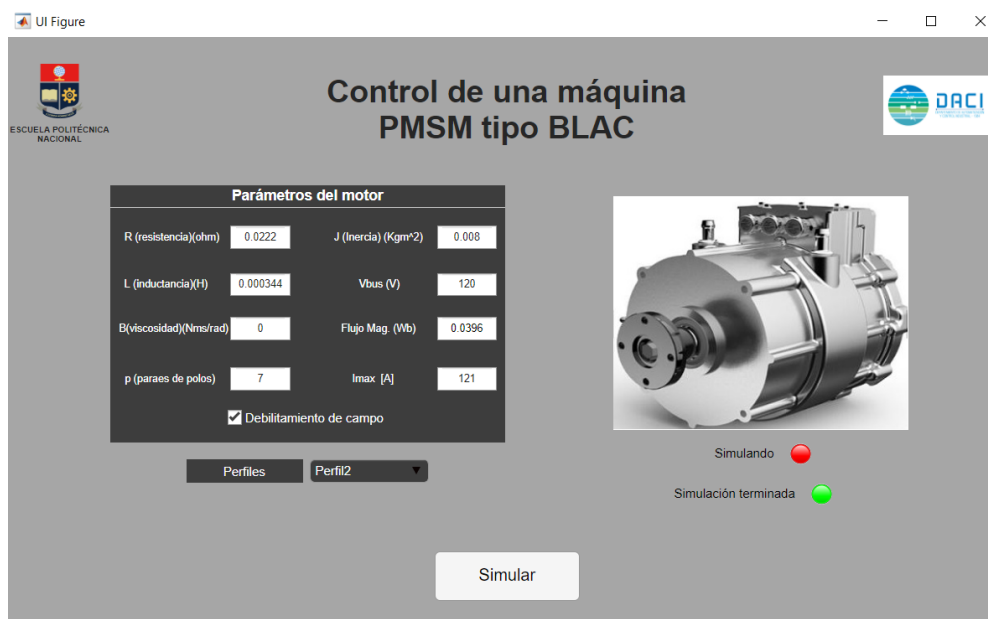 UI Figure
ESCUELA POLITÉCNICA
NACIONAL
Control de una máquina
PMSM tipo BLAC
DACI
Parámetros del motor
R (resistencia)(ohm) 0.0222 J (Inercia) (Kgm^2) 0.008
L (inductancia)(H) 0.000344 Vbus (V) 120
B(viscosidad)(Nms/rad) 0 Flujo Mag. (Wb) 0.0396
p (paraes de polos) 7 Imax [A] 121
Debilitamiento de campo
Perfiles Perfil2
Simulando
Simulación terminada
Simular